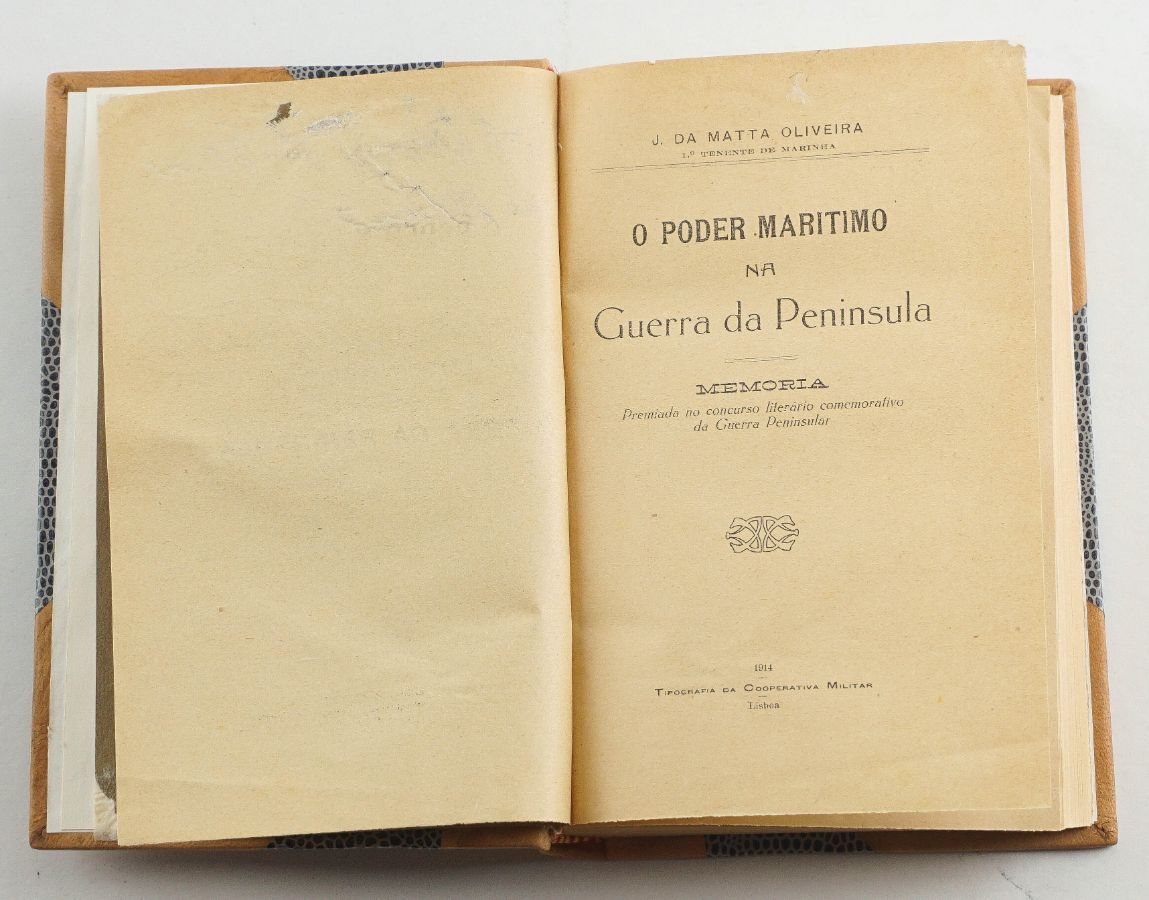 J. DA MATTA OLIVEIRA
1.º TENENTE DE MARINHA
O PODER MARITIMO
NA
Guerra da Peninsula
MEMORIA
Premiada no concurso literário comemorativo
da Guerra Peninsular
1914
TIPOGRAFIA DA COOPERATIVA MILITAR
Lisboa